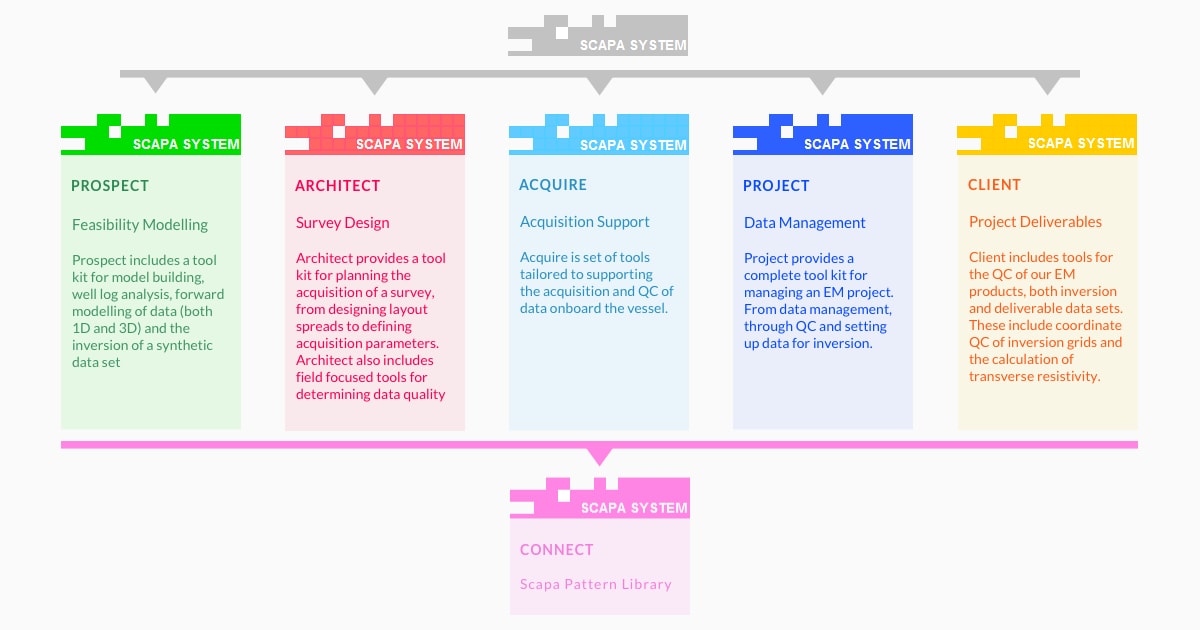 SCAPA SYSTEM
SCAPA SYSTEM
PROSPECT
Feasibility Modelling
Prospect includes a tool
kit for model building,
well log analysis, forward
modelling of data (both
1D and 3D) and the
inversion of a synthetic
data set
SCAPA SYSTEM
ARCHITECT
Survey Design
Architect provides a tool
kit for planning the
acquisition of a survey,
from designing layout
spreads to defining
acquisition parameters.
Architect also includes
field focused tools for
determining data quality
SCAPA SYSTEM
ACQUIRE
Acquisition Support
Acquire is set of tools
tailored to supporting
the acquisition and QC of
data onboard the vessel.
SCAPA SYSTEM
PROJECT
Data Management
Project provides a
complete tool kit for
managing an EM project.
From data management,
through QC and setting
up data for inversion.
SCAPA SYSTEM
CLIENT
Project Deliverables
Client includes tools for
the QC of our EM
products, both inversion
and deliverable data sets.
These include coordinate
QC of inversion grids and
the calculation of
transverse resistivity.
SCAPA SYSTEM
CONNECT
Scapa Pattern Library